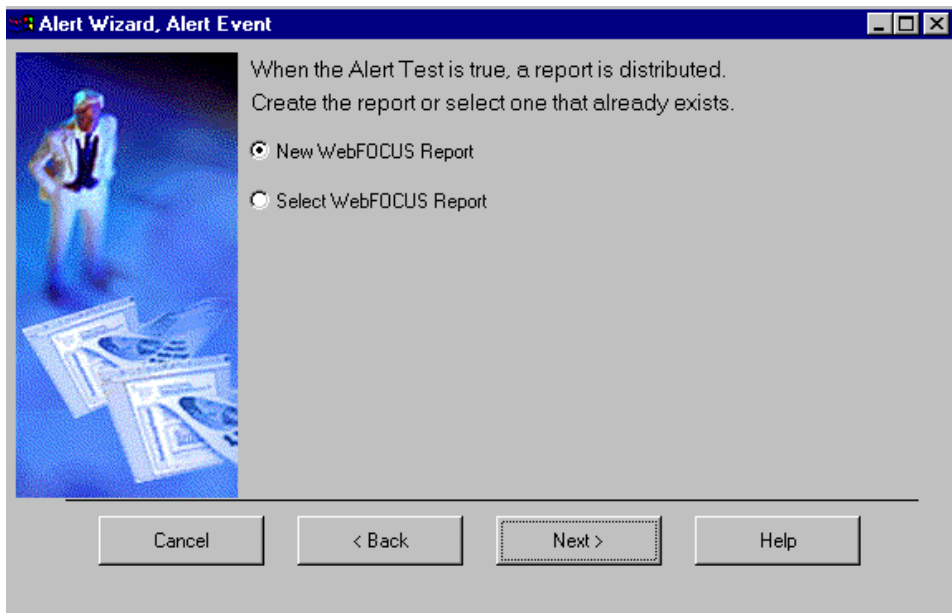 Alert Wizard, Alert Event
When the Alert Test is true, a report is distributed.
Create the report or select one that already exists.
New WebFOCUS Report
Select WebFOCUS Report
Cancel
< Back
Next >
Help